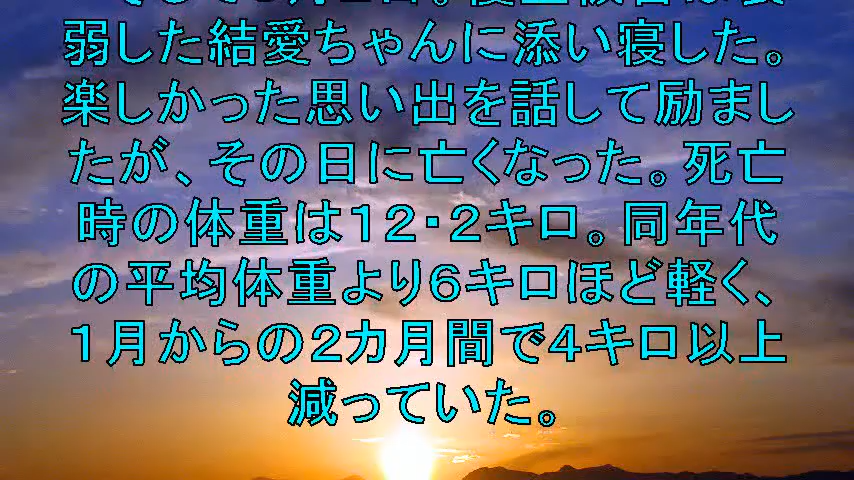 弱した結愛ちゃんに添い寝した。
楽しかった思い出を話して励まし
たが、その日に亡くなった。死亡
時の体重は１２・２キロ。同年代
の平均体重より６キロほど軽く、
１月からの２カ月間で４キロ以上
減っていた。